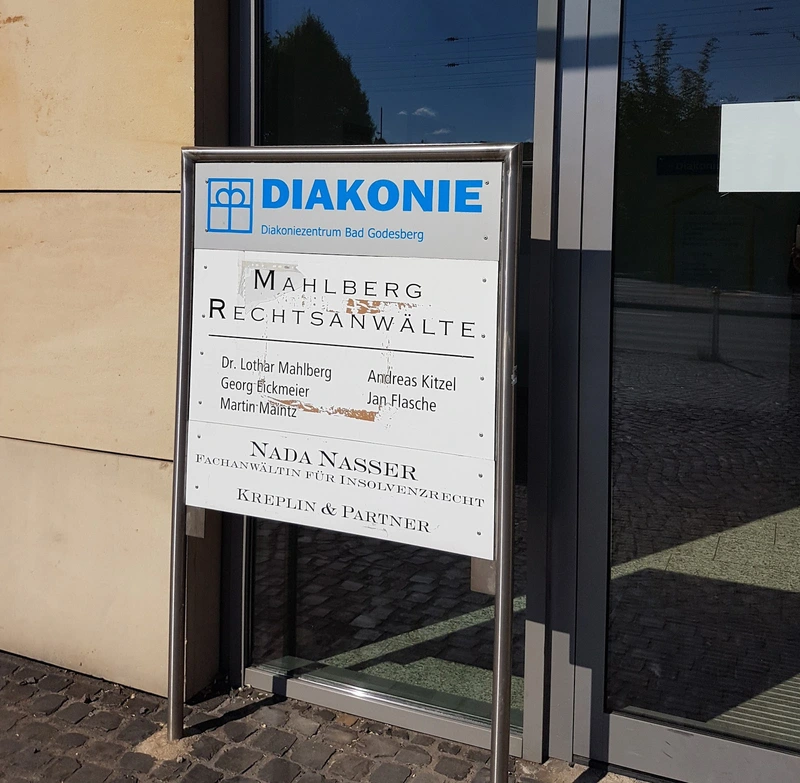 DIAKONIE
Diakoniezentrum Bad Godesberg
MAHLBERG
RECHTSANWÄLTE
Dr. Lothar Mahlberg
Georg Eickmeier
Martin Maintz
Andreas Kitzel
Jan Flasche
NADA NASSER
FACHANWÄLTIN FÜR INSOLVENZRECHT
KREPLIN & PARTNER